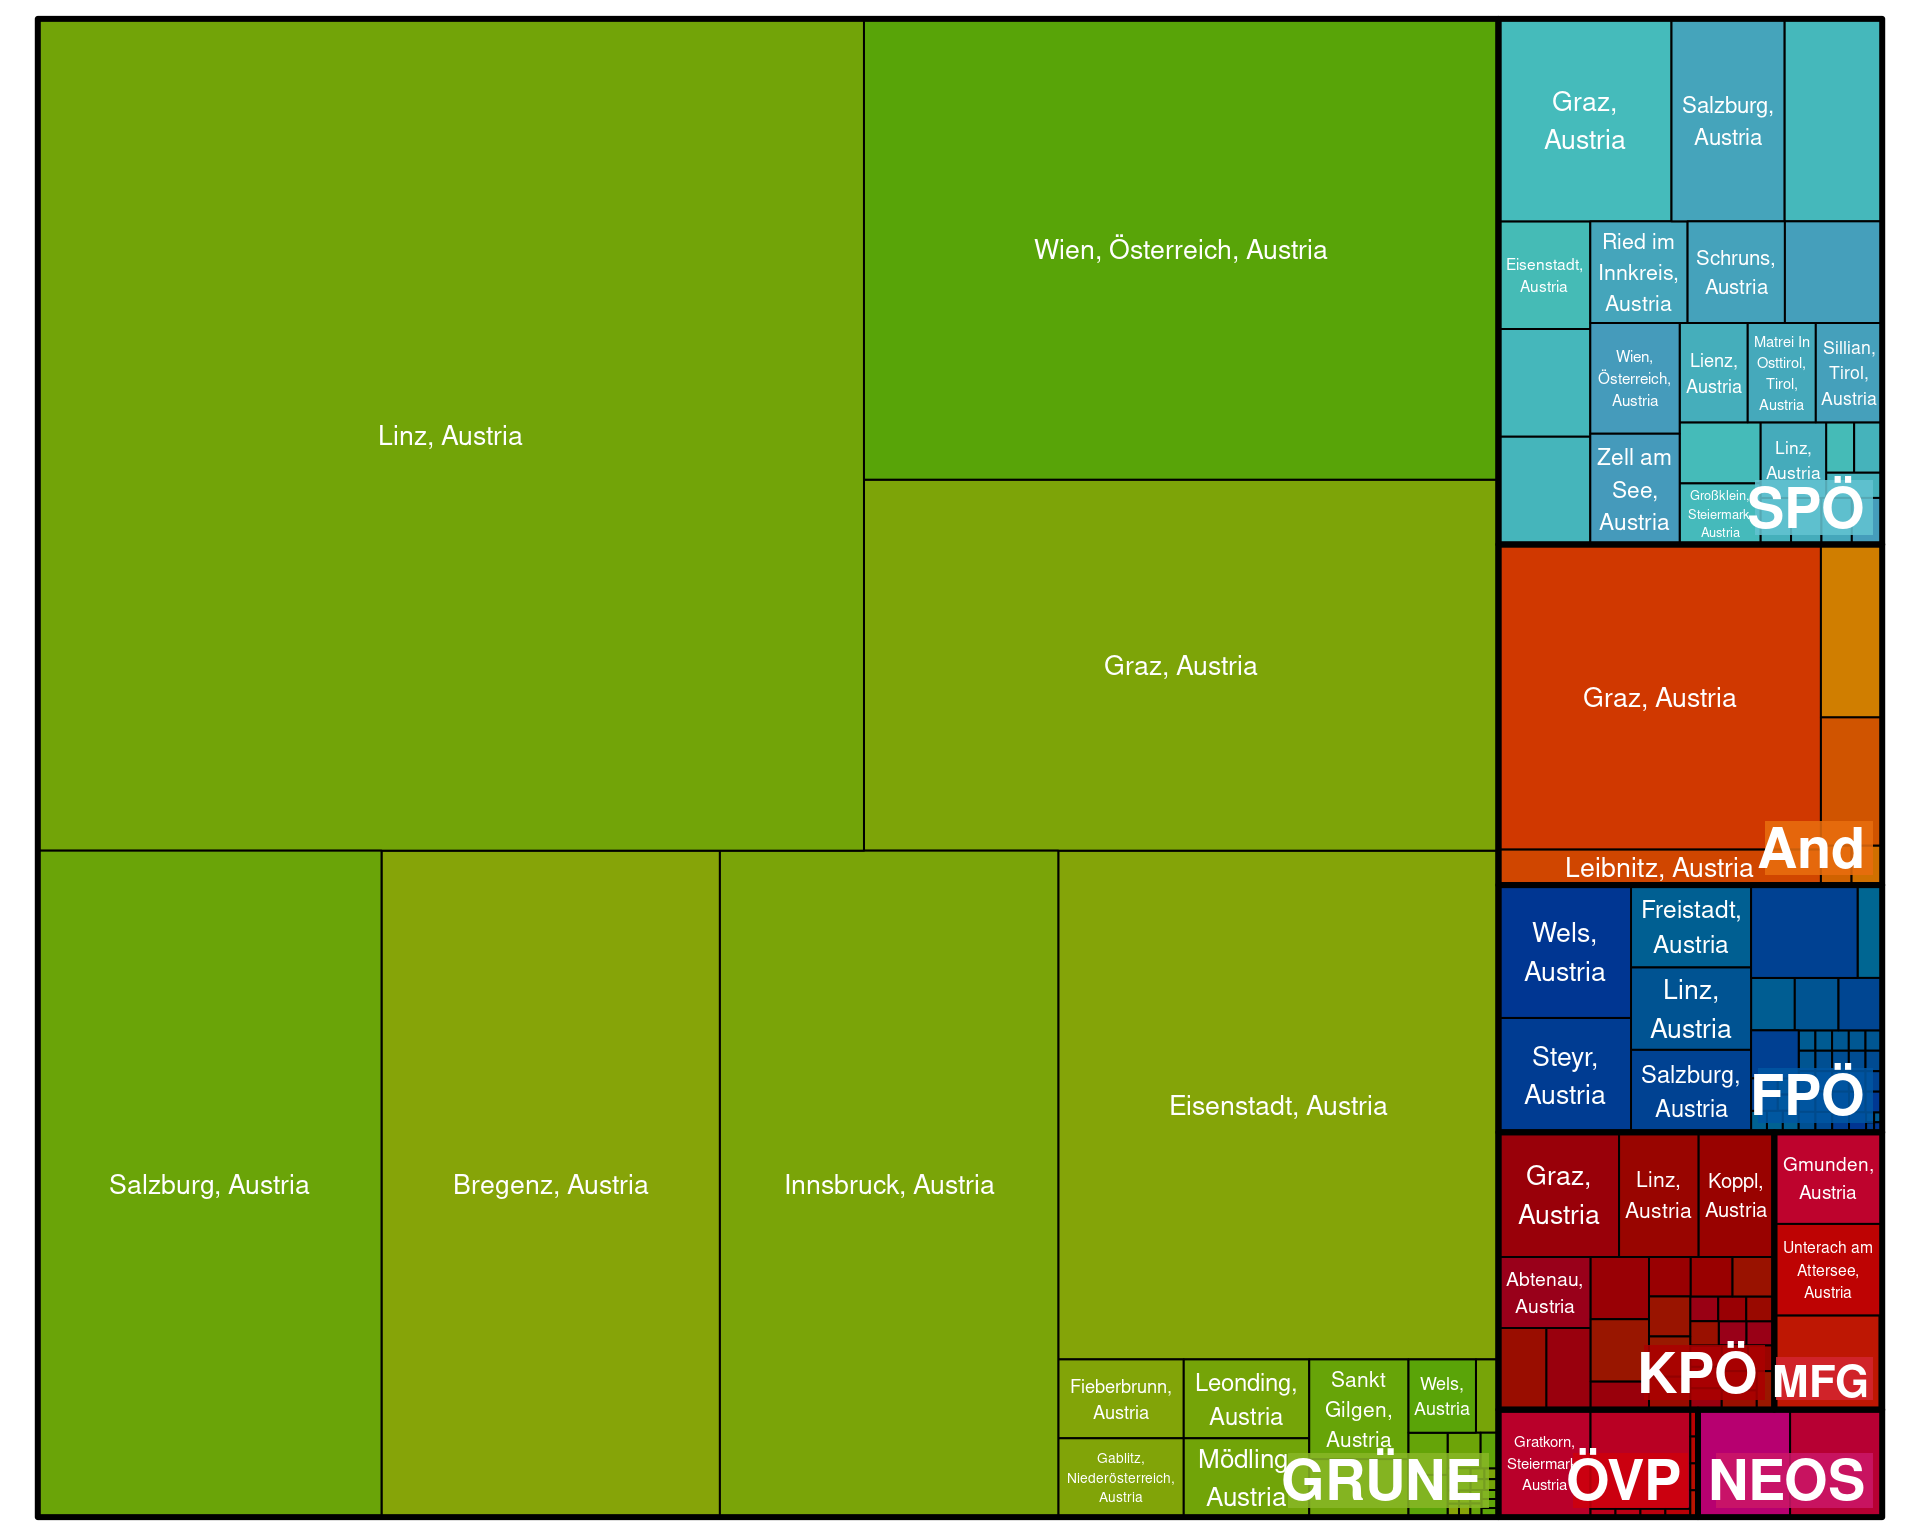 Linz, Austria
Wien, Österreich, Austria
Graz, Austria
Salzburg, Austria
Bregenz, Austria
Innsbruck, Austria
Eisenstadt, Austria
Fieberbrunn,
Austria
Gablitz,
Niederösterreich,
Austria
Leonding,
Austria
Mödling
Austria
Sankt
Gilgen,
Austria
Wels,
Austria
GRÜNE
Graz,
Austria
Salzburg,
Austria
Eisenstadt,
Austria
Ried im
Innkreis,
Austria
Schruns,
Austria
Wien,
Österreich,
Austria
Zell am
See,
Austria
Lienz,
Austria
Matrei In
Osttirol,
Tirol,
Austria
Sillian,
Tirol,
Austria
Großklein,
Steiermark
Austria
Linz,
Austria
SPÖ
Graz, Austria
Leibnitz, Austria
And
Wels,
Austria
Steyr,
Austria
Freistadt,
Austria
Linz,
Austria
Salzburg,
Austria
FPÖ
Graz,
Austria
Linz,
Austria
Koppl,
Austria
Abtenau,
Austria
KPÖ
Gmunden,
Austria
Unterach am
Attersee,
Austria
MFG
Gratkorn,
Steiermark
Austria
ÖVP
NEOS